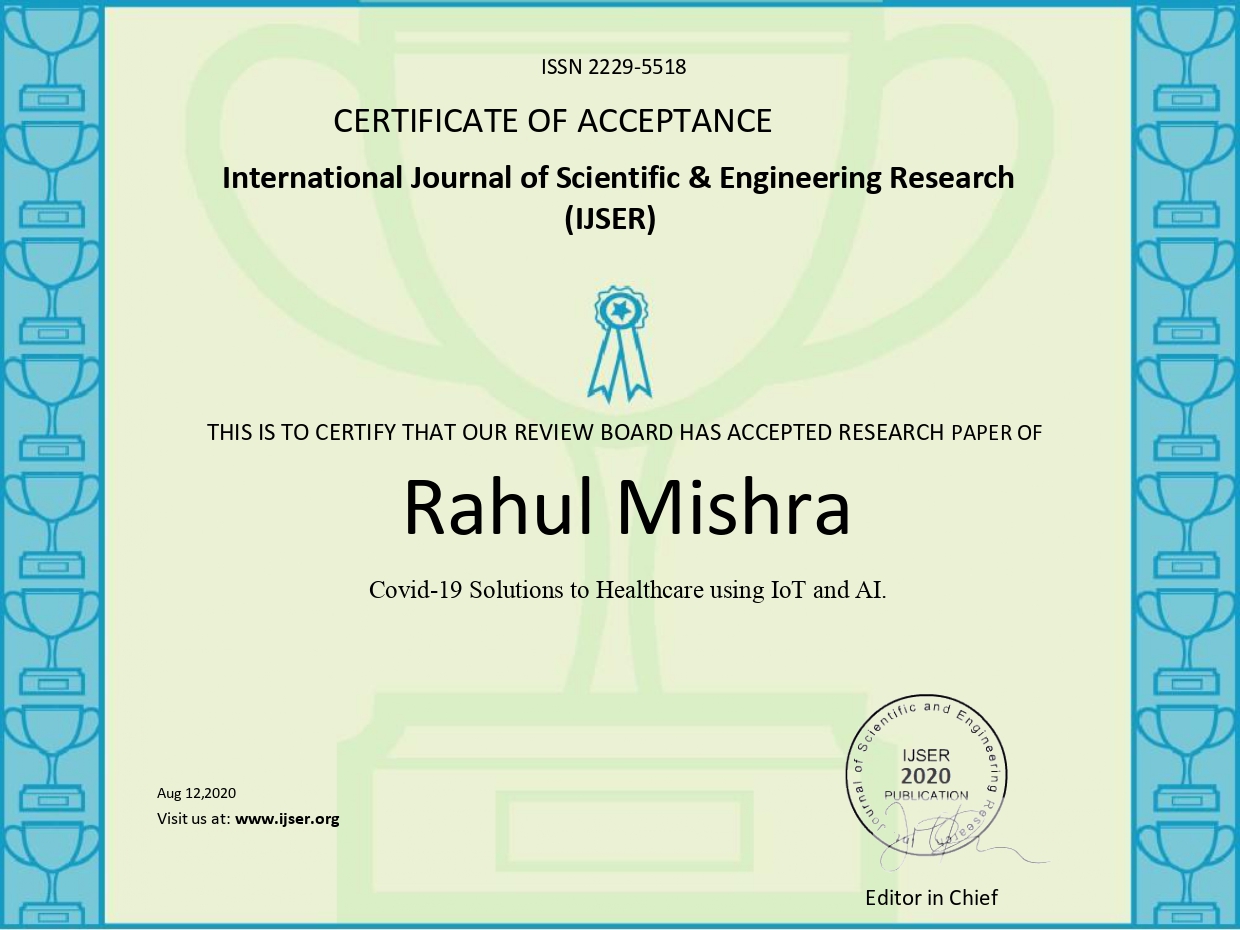 ISSN 2229-5518
CERTIFICATE OF ACCEPTANCE
International Journal of Scientific & Engineering Research
(IJSER)
THIS IS TO CERTIFY THAT OUR REVIEW BOARD HAS ACCEPTED RESEARCH PAPER OF
Rahul Mishra
Covid-19 Solutions to Healthcare using IoT and AI.
Int. Journal of Scientific and Engineering Research
IJSER
2020
PUBLICATION
Aug 12,2020
Visit us at: www.ijser.org
Editor in Chief